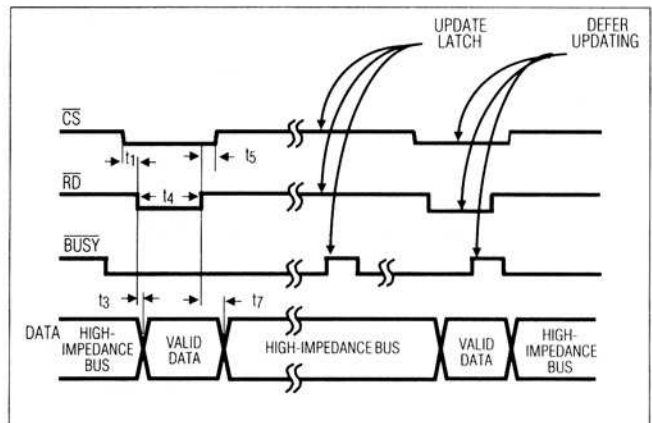 UPDATE
LATCH
DEFER
UPDATING
CS
t1
t5
RD
t4
BUSY
t3
t7
DATA
HIGH-
IMPEDANCE
BUS
VALID
DATA
HIGH-IMPEDANCE BUS
VALID
DATA
HIGH-
IMPEDANCE
BUS